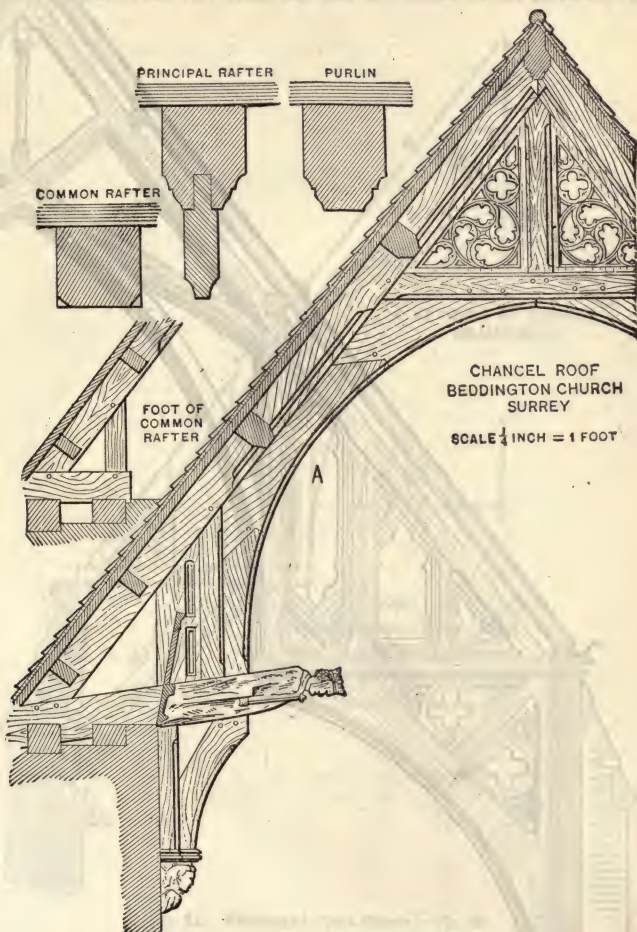 PRINCIPAL RAFTER
PURLIN
COMMON RAFTER
FOOT OF
COMMON
RAFTER
CHANCEL ROOF
BEDDINGTON CHURCH
SURREY
SCALE ¼ INCH = 1 FOOT
A